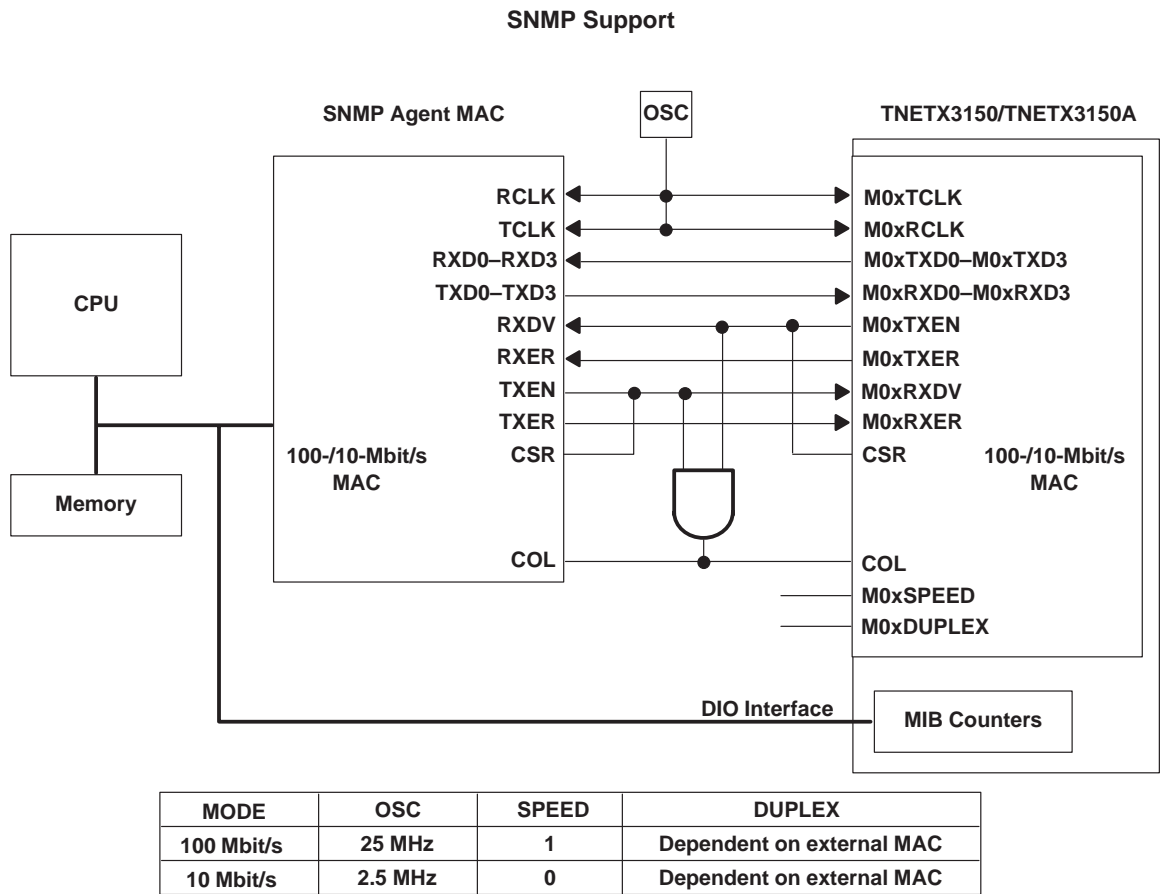 SNMP Support
SNMP Agent MAC
OSC
TNETX3150/TNETX3150A
RCLK
M0xTCLK
TCLK
M0xRCLK
RXD0–RXD3
M0xTXD0–M0xTXD3
TXD0–TXD3
M0xRXD0–M0xRXD3
CPU
RXDV
M0xTXEN
RXER
M0xTXER
TXEN
M0xRXDV
TXER
M0xRXER
100-/10-Mbit/s
MAC
CSR
CSR
100-/10-Mbit/s
MAC
Memory
COL
COL
M0xSPEED
M0xDUPLEX
DIO Interface
MIB Counters
MODE OSC SPEED DUPLEX
100 Mbit/s 25 MHz 1 Dependent on external MAC
10 Mbit/s 2.5 MHz 0 Dependent on external MAC